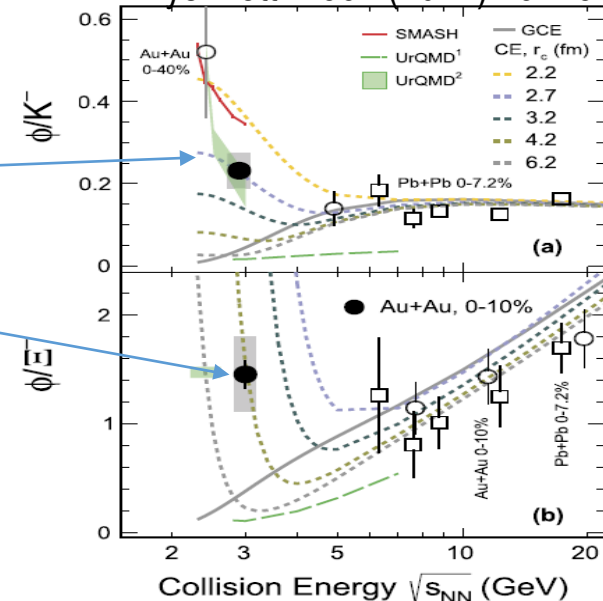 0.6
0.4
0.2
0
ϕ/K⁻
Au+Au
0-40%
SMASH
UrQMD¹
UrQMD²
GCE
CE, r_c (fm)
2.2
2.7
3.2
4.2
6.2
Pb+Pb 0-7.2%
(a)
2
1
0
ϕ/Ξ⁻
Au+Au, 0-10%
Au+Au 0-10%
Pb+Pb 0-7.2%
(b)
2 3 5 10 20
Collision Energy √s_NN (GeV)